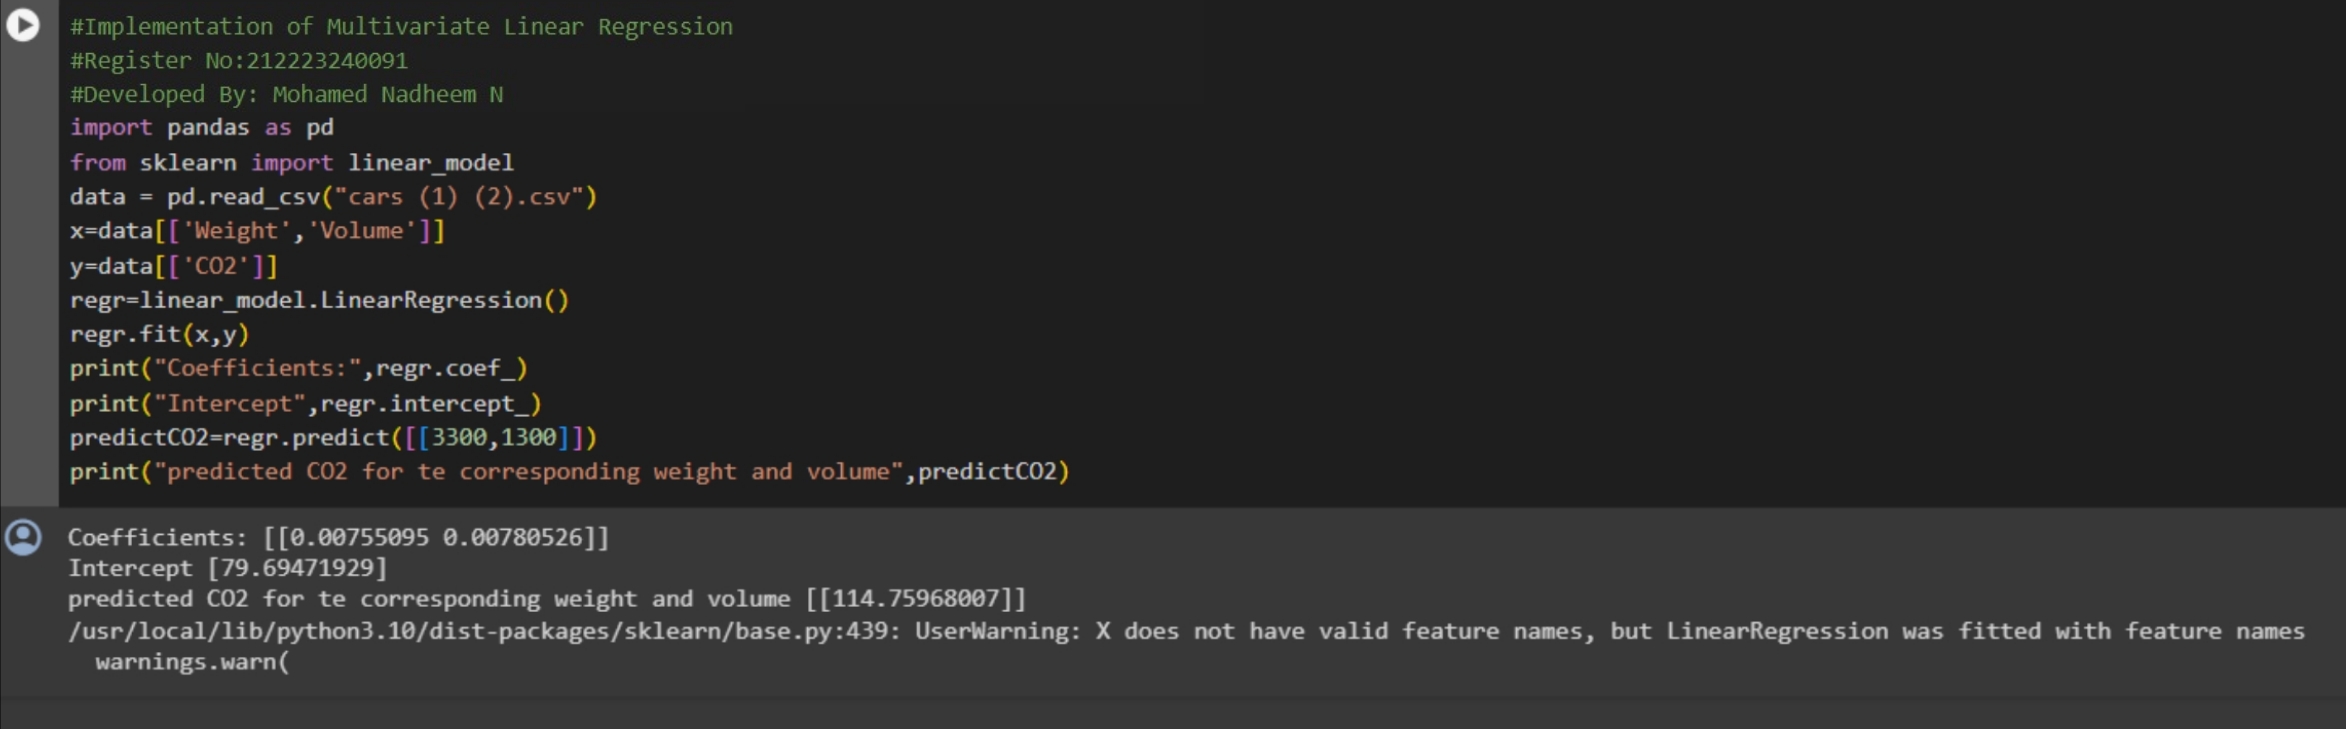 #Implementation of Multivariate Linear Regression
#Register No:212223240091
#Developed By: Mohamed Nadheem N
import pandas as pd
from sklearn import linear_model
data = pd.read_csv("cars (1) (2).csv")
x=data[['Weight','Volume']]
y=data[['CO2']]
regr=linear_model.LinearRegression()
regr.fit(x,y)
print("Coefficients:",regr.coef_)
print("Intercept",regr.intercept_)
predictCO2=regr.predict([[3300,1300]])
print("predicted CO2 for te corresponding weight and volume",predictCO2)
Coefficients: [[0.00755095 0.00780526]]
Intercept [79.69471929]
predicted CO2 for te corresponding weight and volume [[114.75968007]]
/usr/local/lib/python3.10/dist-packages/sklearn/base.py:439: UserWarning: X does not have valid feature names, but LinearRegression was fitted with feature names
  warnings.warn(